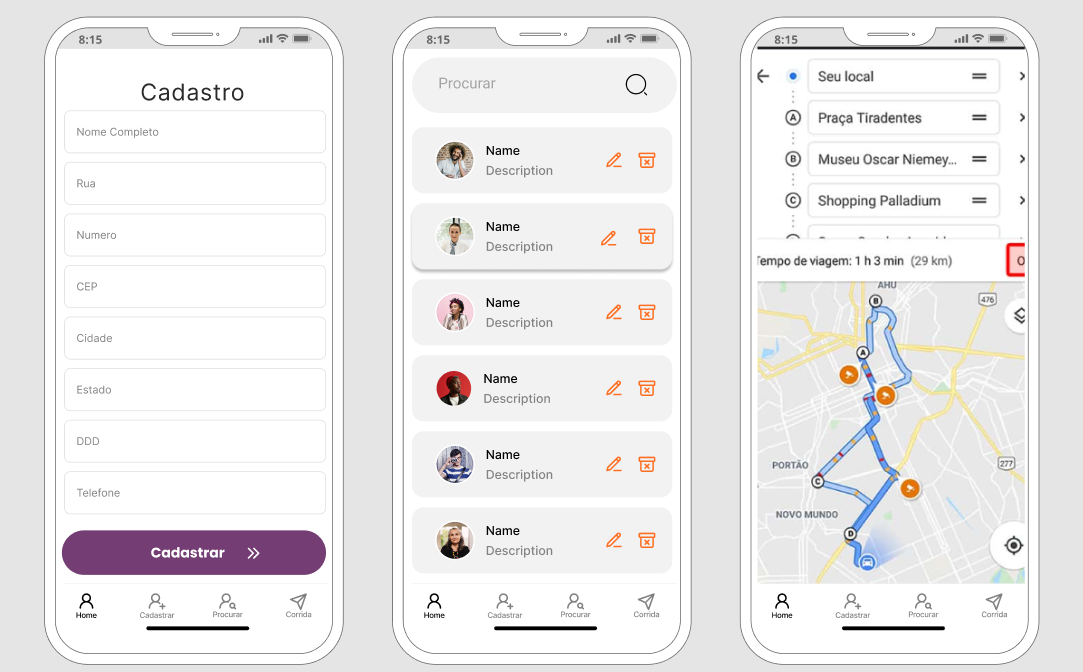 8:15
Cadastro
Nome Completo
Rua
Numero
CEP
Cidade
Estado
DDD
Telefone
Cadastrar
Home
Cadastrar
Procurar
Corrida
8:15
Procurar
Name
Description
Name
Description
Name
Description
Name
Description
Name
Description
Name
Description
Home
Cadastrar
Procurar
Corrida
8:15
Seu local
A Praça Tiradentes
B Museu Oscar Niemey...
C Shopping Palladium
Tempo de viagem: 1 h 3 min (29 km)
AHU
B
476
A
PORTÃO
277
C
NOVO MUNDO
D
Home
Cadastrar
Procurar
Corrida